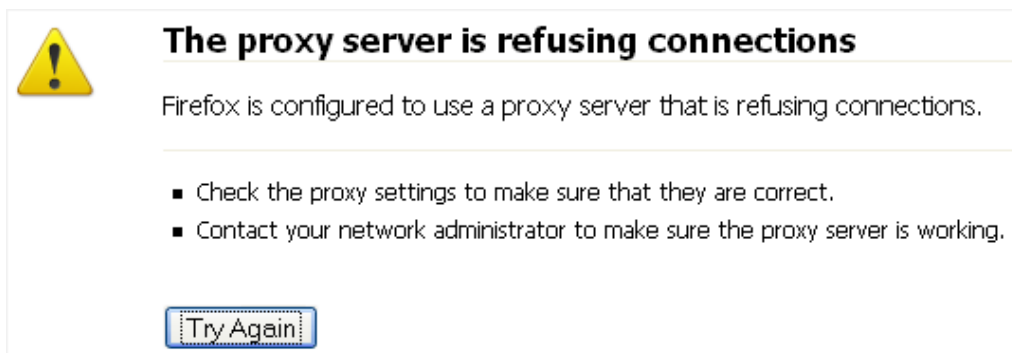 The proxy server is refusing connections
Firefox is configured to use a proxy server that is refusing connections.
Check the proxy settings to make sure that they are correct.
Contact your network administrator to make sure the proxy server is working.
Try Again